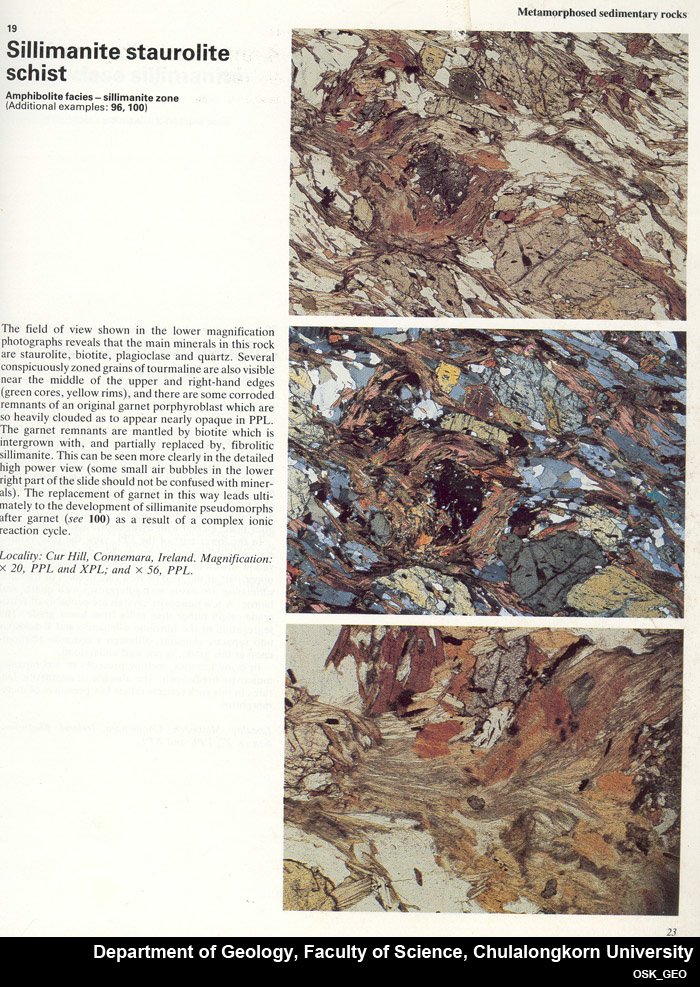 Metamorphosed sedimentary rocks
19
Sillimanite staurolite
schist
Amphibolite facies – sillimanite zone
(Additional examples: 96, 100)
The field of view shown in the lower magnification
photographs reveals that the main minerals in this rock
are staurolite, biotite, plagioclase and quartz. Several
conspicuously zoned grains of tourmaline are also visible
near the middle of the upper and right-hand edges
(green cores, yellow rims), and there are some corroded
remnants of an original garnet porphyroblast which are
so heavily clouded as to appear nearly opaque in PPL.
The garnet remnants are mantled by biotite which is
intergrown with, and partially replaced by, fibrolitic
sillimanite. This can be seen more clearly in the detailed
high power view (some small air bubbles in the lower
right part of the slide should not be confused with miner-
als). The replacement of garnet in this way leads ulti-
mately to the development of sillimanite pseudomorphs
after garnet (see 100) as a result of a complex ionic
reaction cycle.
Locality: Cur Hill, Connemara, Ireland. Magnification:
× 20, PPL and XPL; and × 56, PPL.
23
Department of Geology, Faculty of Science, Chulalongkorn University
OSK_GEO